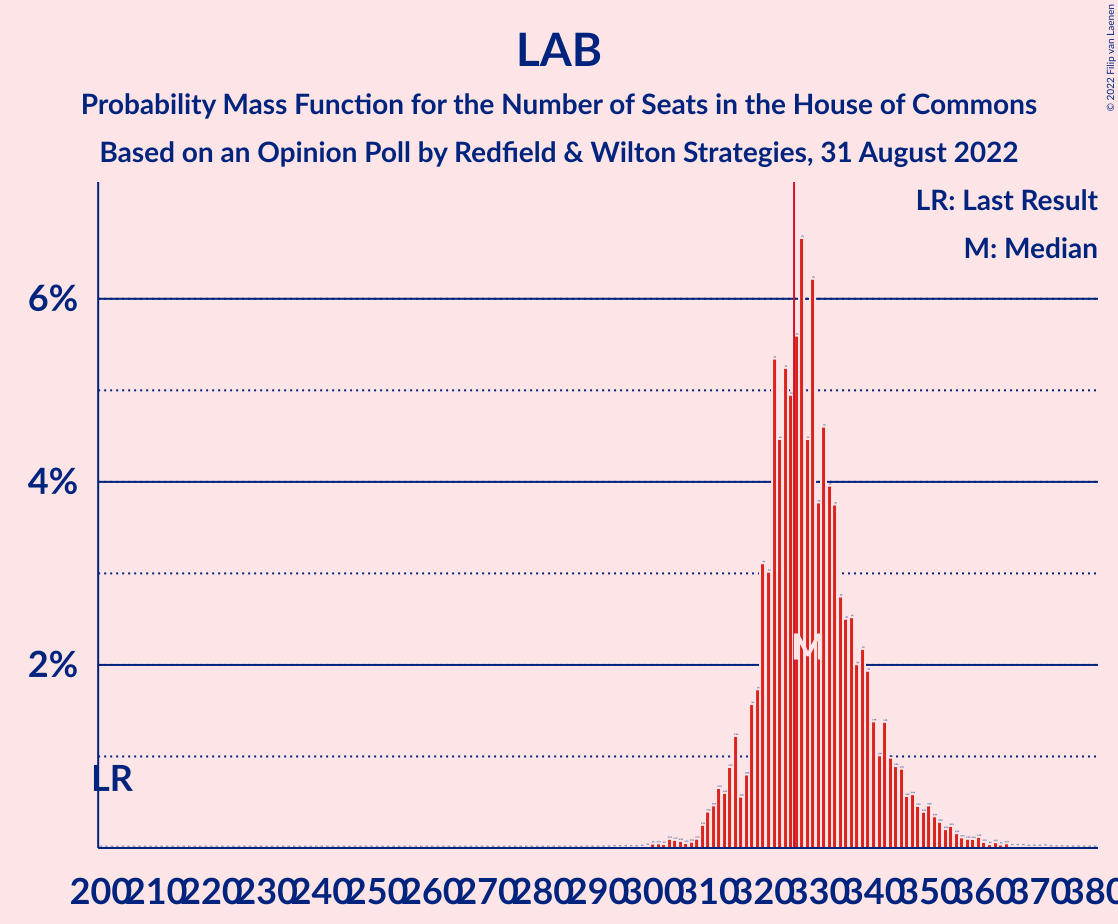 © 2022 Filip van Laenen
LAB
Probability Mass Function for the Number of Seats in the House of Commons
Based on an Opinion Poll by Redfield & Wilton Strategies, 31 August 2022
LR: Last Result
M: Median
6%
4%
2%
M
LR
200 210 220 230 240 250 260 270 280 290 300 310 320 330 340 350 360 370 380